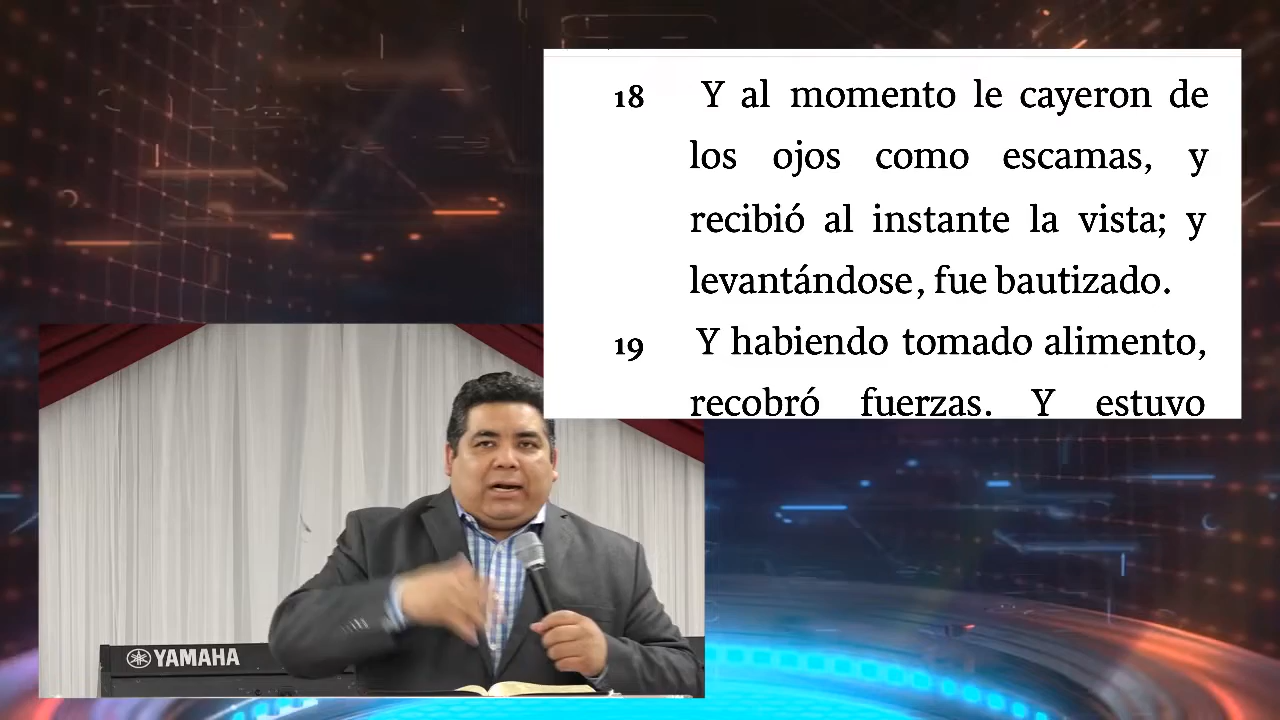 18 Y al momento le cayeron de
los ojos como escamas, y
recibió al instante la vista; y
levantándose, fue bautizado.
19 Y habiendo tomado alimento,
recobró fuerzas. Y estuvo
YAMAHA